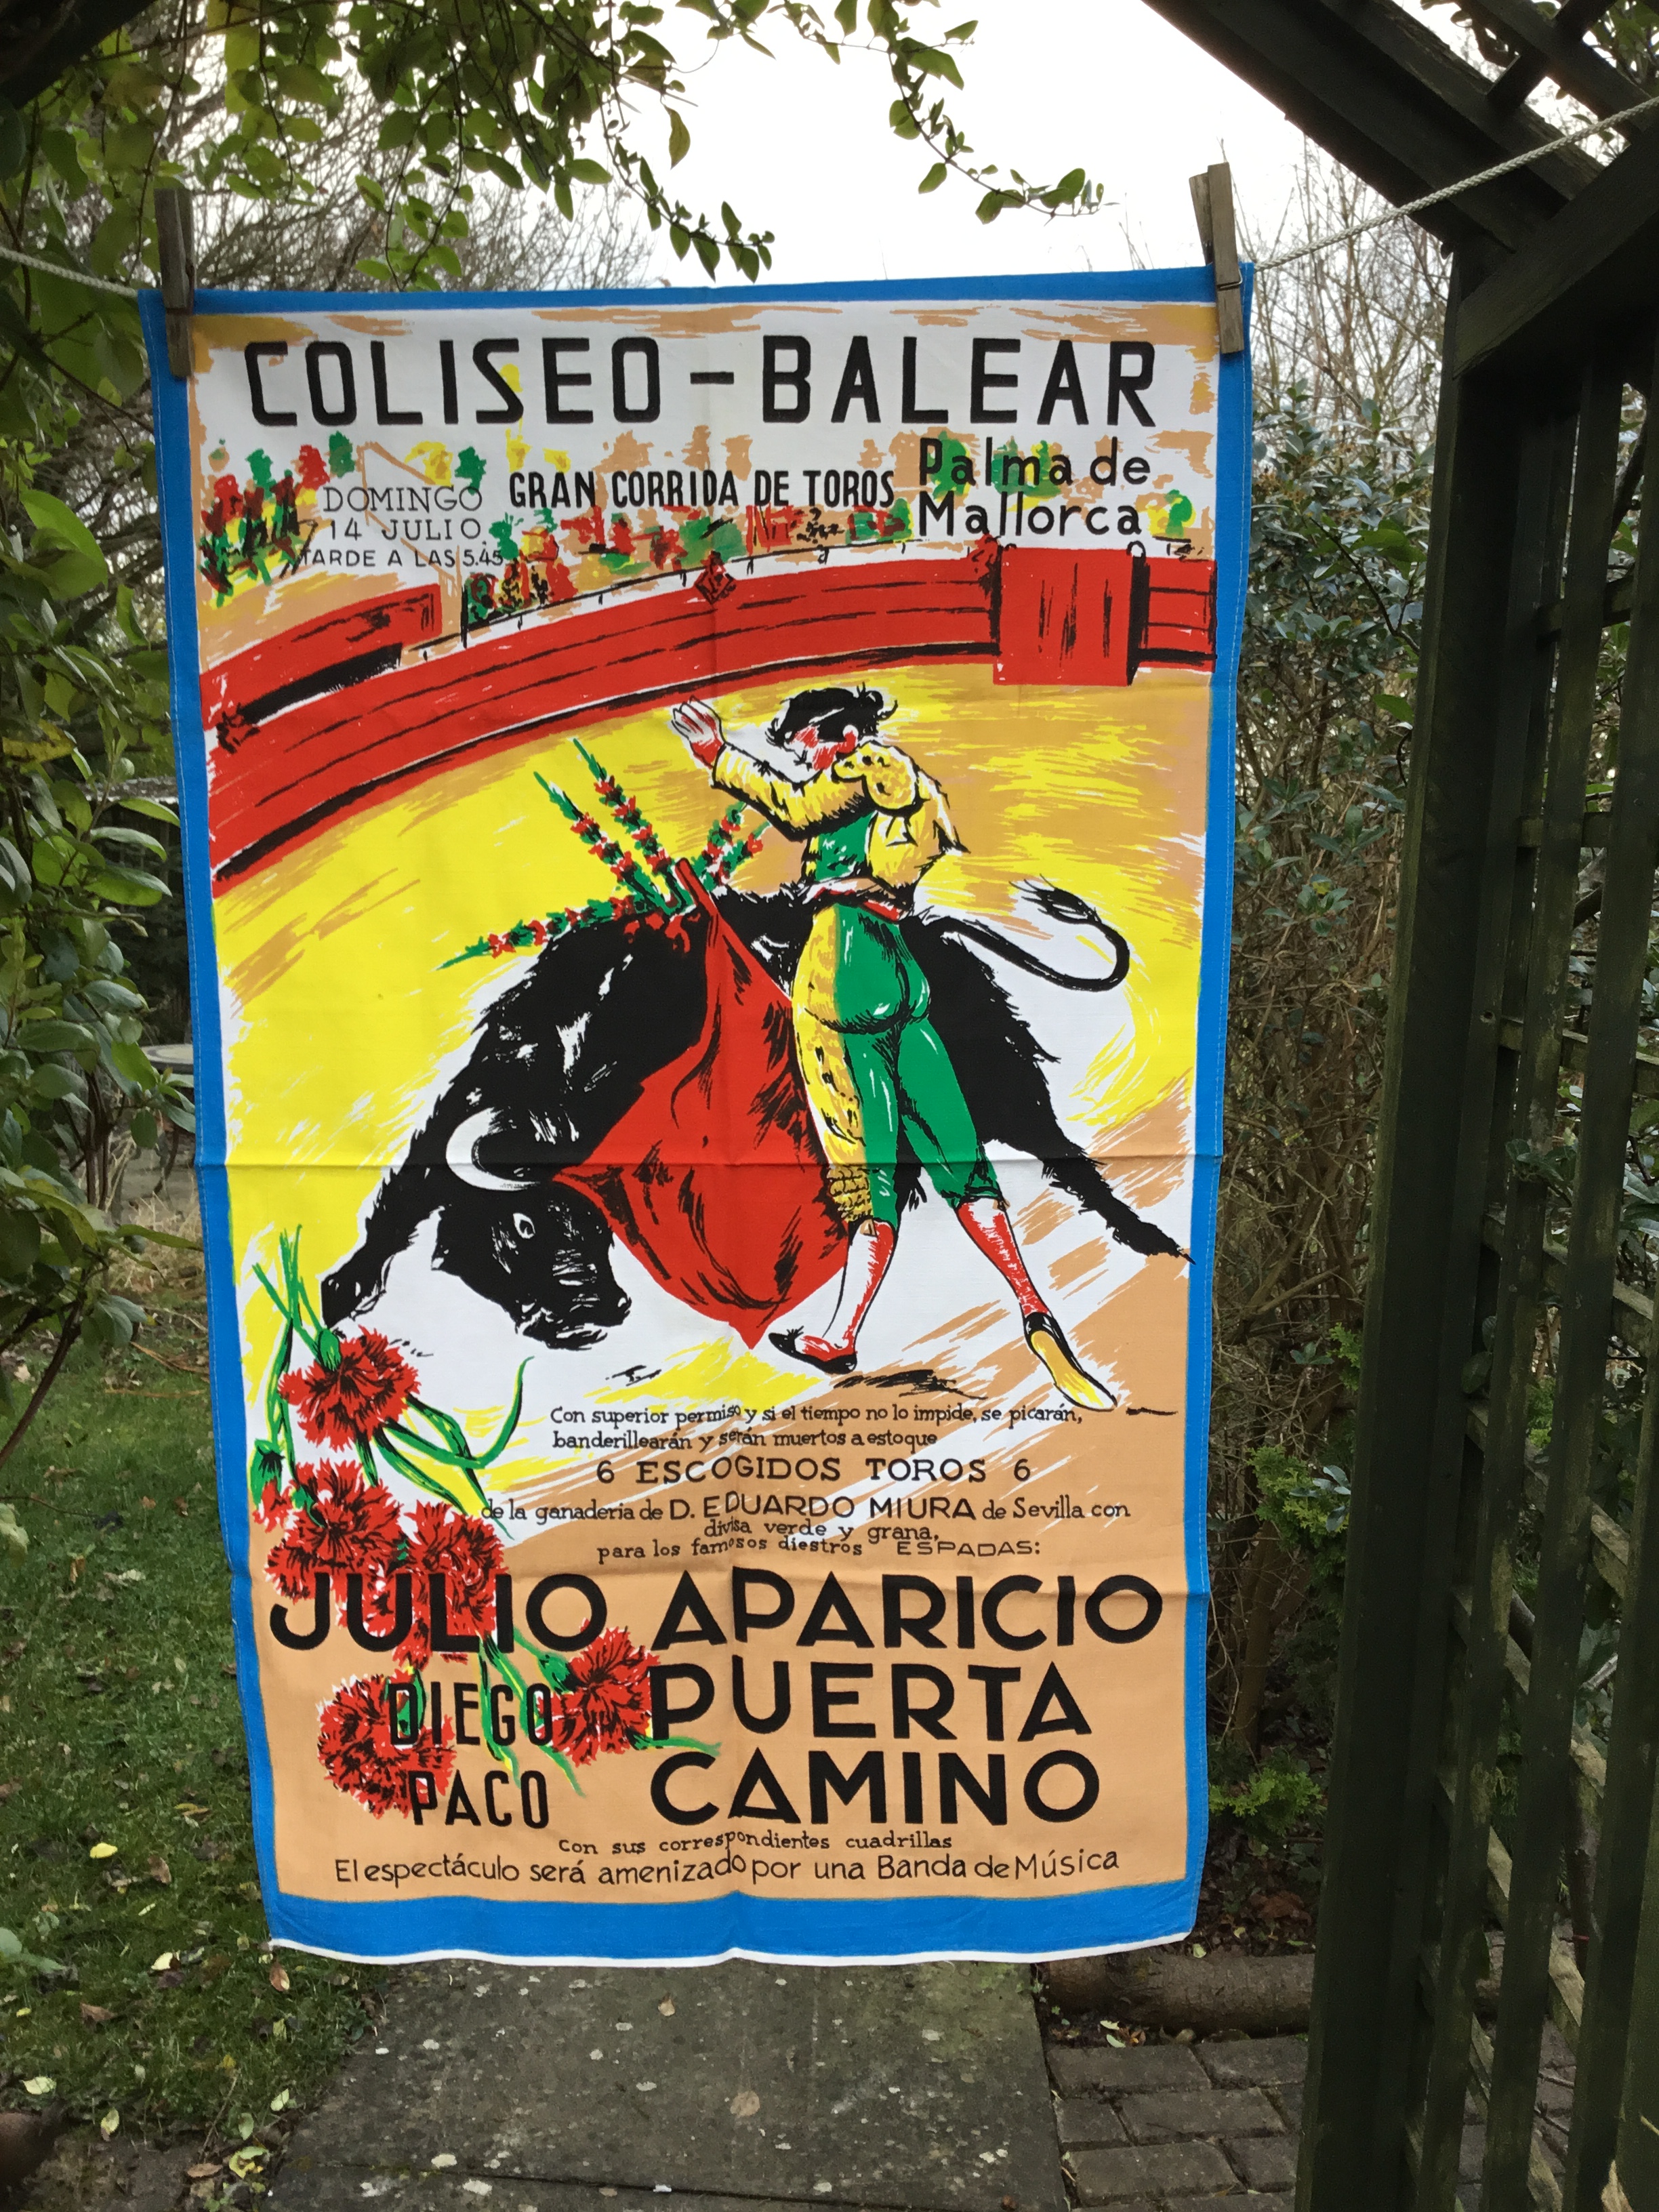 COLISEO - BALEAR
DOMINGO
14 JULIO,
TARDE A LAS 5.45
GRAN CORRIDA DE TOROS
Palma de
Mallorca
Con superior permiso y si el tiempo no lo impide, se picarán,
banderillearán y serán muertos a estoque
6 ESCOGIDOS TOROS 6
de la ganaderia de D. EDUARDO MIURA de Sevilla con
divisa verde y grana,
para los famosos diestros ESPADAS:
JULIO APARICIO
DIEGO PUERTA
PACO CAMINO
con sus correspondientes cuadrillas
El espectáculo será amenizado por una Banda de Música